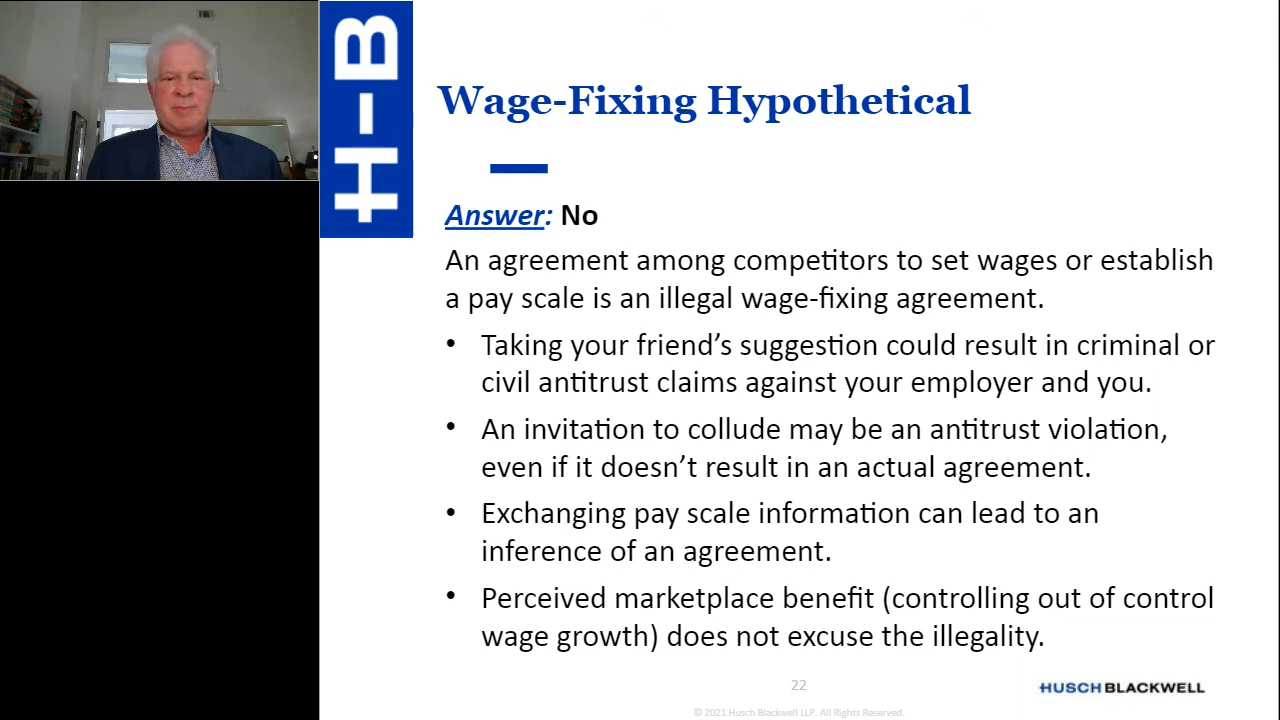 H-B
Wage-Fixing Hypothetical
Answer: No
An agreement among competitors to set wages or establish
a pay scale is an illegal wage-fixing agreement.
• Taking your friend’s suggestion could result in criminal or
civil antitrust claims against your employer and you.
• An invitation to collude may be an antitrust violation,
even if it doesn’t result in an actual agreement.
• Exchanging pay scale information can lead to an
inference of an agreement.
• Perceived marketplace benefit (controlling out of control
wage growth) does not excuse the illegality.
22
HUSCH BLACKWELL
© 2021 Husch Blackwell LLP. All Rights Reserved.